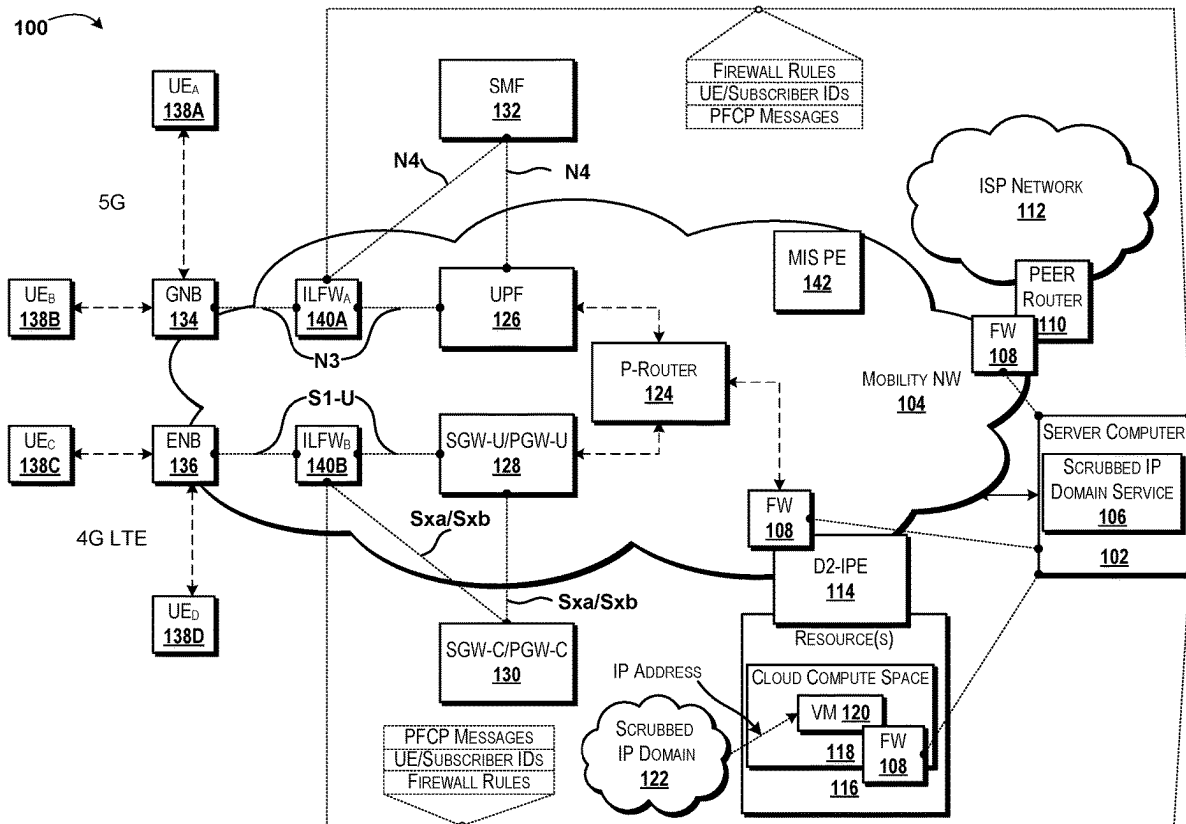 100
UEA
138A
5G
UEB
138B
GNB
134
ILFWA
140A
N3
N4
N4
SMF
132
UPF
126
FIREWALL RULES
UE/SUBSCRIBER IDS
PFCP MESSAGES
ISP NETWORK
112
MIS PE
142
PEER
ROUTER
110
FW
108
P-ROUTER
124
MOBILITY NW
104
S1-U
UEC
138C
ENB
136
ILFWB
140B
SGW-U/PGW-U
128
SERVER COMPUTER
SCRUBBED IP
DOMAIN SERVICE
106
102
FW
108
D2-IPE
114
4G LTE
UED
138D
Sxa/Sxb
Sxa/Sxb
SGW-C/PGW-C
130
RESOURCE(S)
IP ADDRESS
CLOUD COMPUTE SPACE
VM 120
FW
108
118
116
SCRUBBED
IP DOMAIN
122
PFCP MESSAGES
UE/SUBSCRIBER IDS
FIREWALL RULES